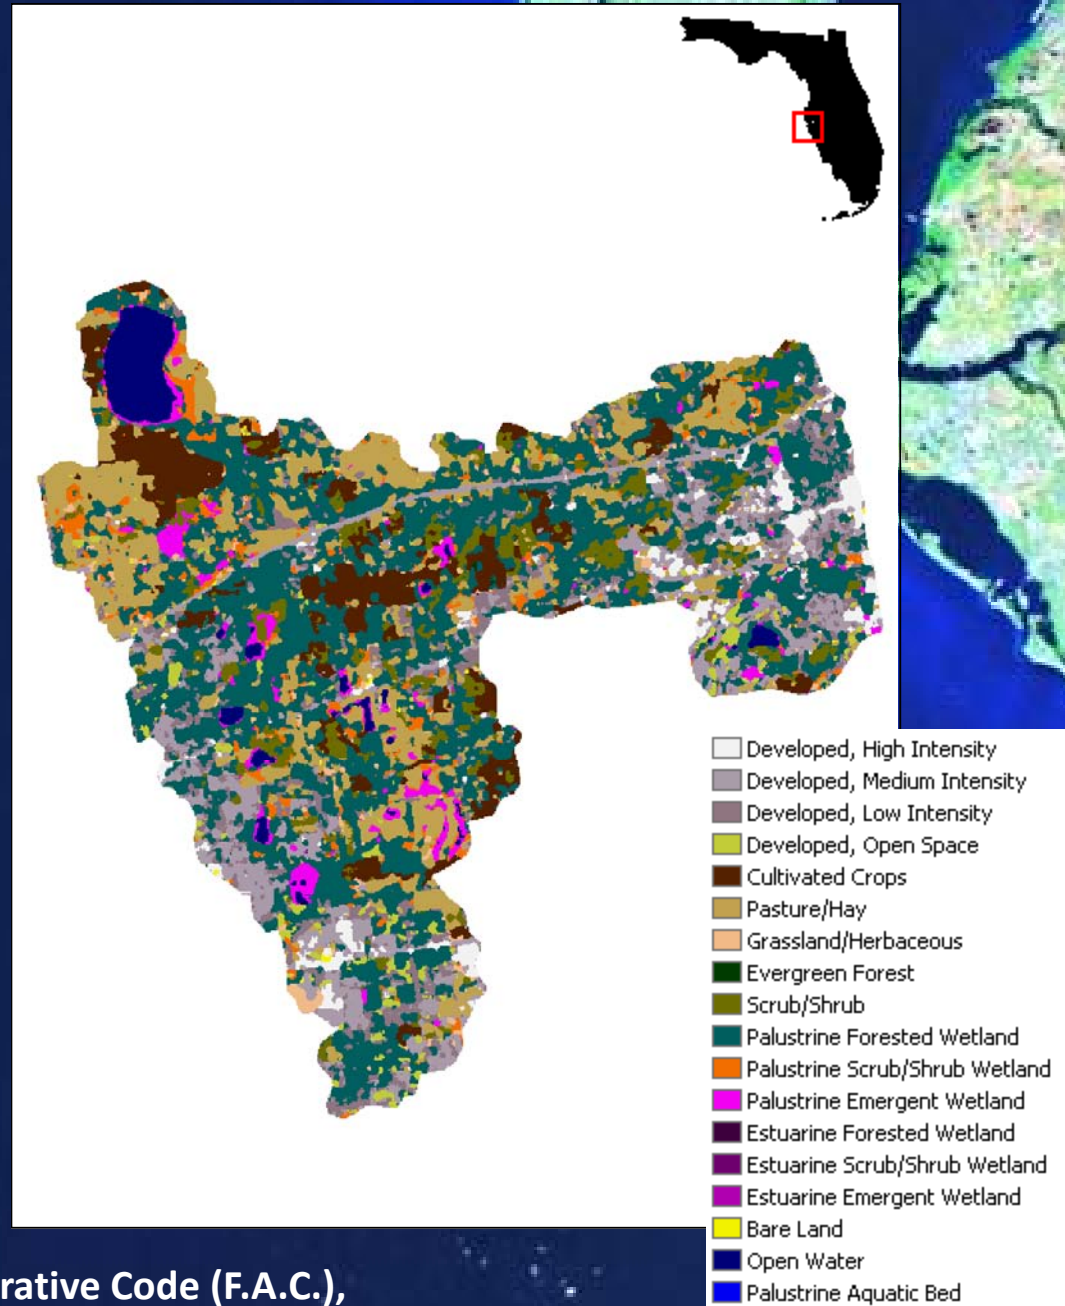 Developed, High Intensity
Developed, Medium Intensity
Developed, Low Intensity
Developed, Open Space
Cultivated Crops
Pasture/Hay
Grassland/Herbaceous
Evergreen Forest
Scrub/Shrub
Palustrine Forested Wetland
Palustrine Scrub/Shrub Wetland
Palustrine Emergent Wetland
Estuarine Forested Wetland
Estuarine Scrub/Shrub Wetland
Estuarine Emergent Wetland
Bare Land
Open Water
Palustrine Aquatic Bed
rative Code (F.A.C.),